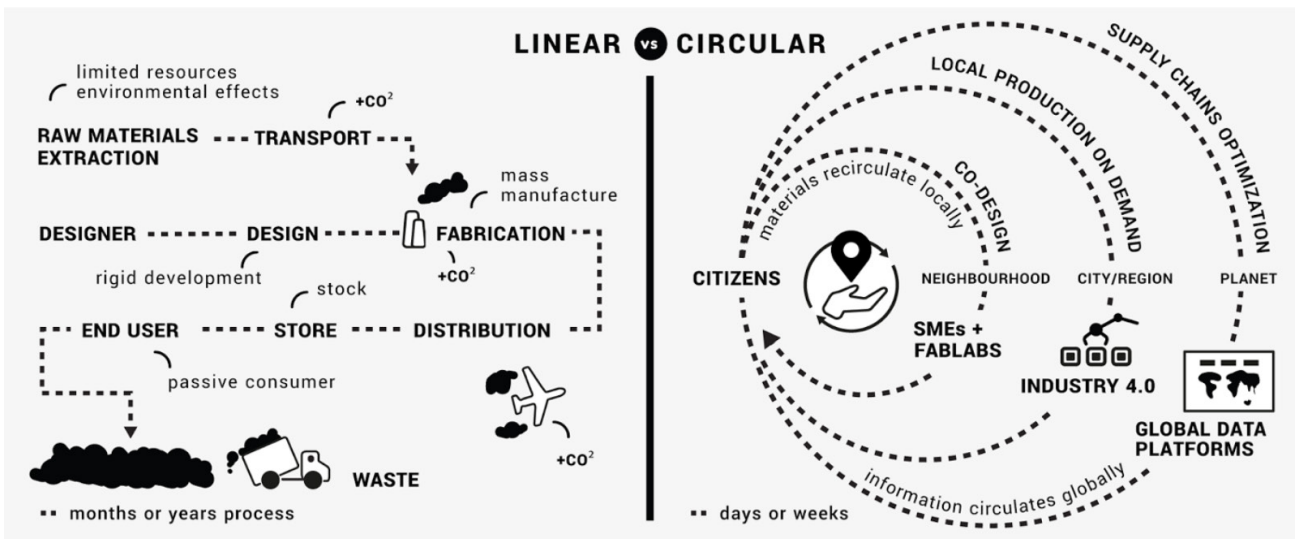 LINEAR vs CIRCULAR
limited resources
environmental effects
+CO²
RAW MATERIALS
EXTRACTION
TRANSPORT
mass
manufacture
DESIGNER
DESIGN
FABRICATION
rigid development
+CO²
stock
END USER
STORE
DISTRIBUTION
passive consumer
+CO²
WASTE
months or years process
SUPPLY CHAINS OPTIMIZATION
LOCAL PRODUCTION ON DEMAND
CO-DESIGN
materials recirculate locally
CITIZENS
NEIGHBOURHOOD
CITY/REGION
PLANET
SMEs +
FABLABS
INDUSTRY 4.0
GLOBAL DATA
PLATFORMS
information circulates globally
days or weeks